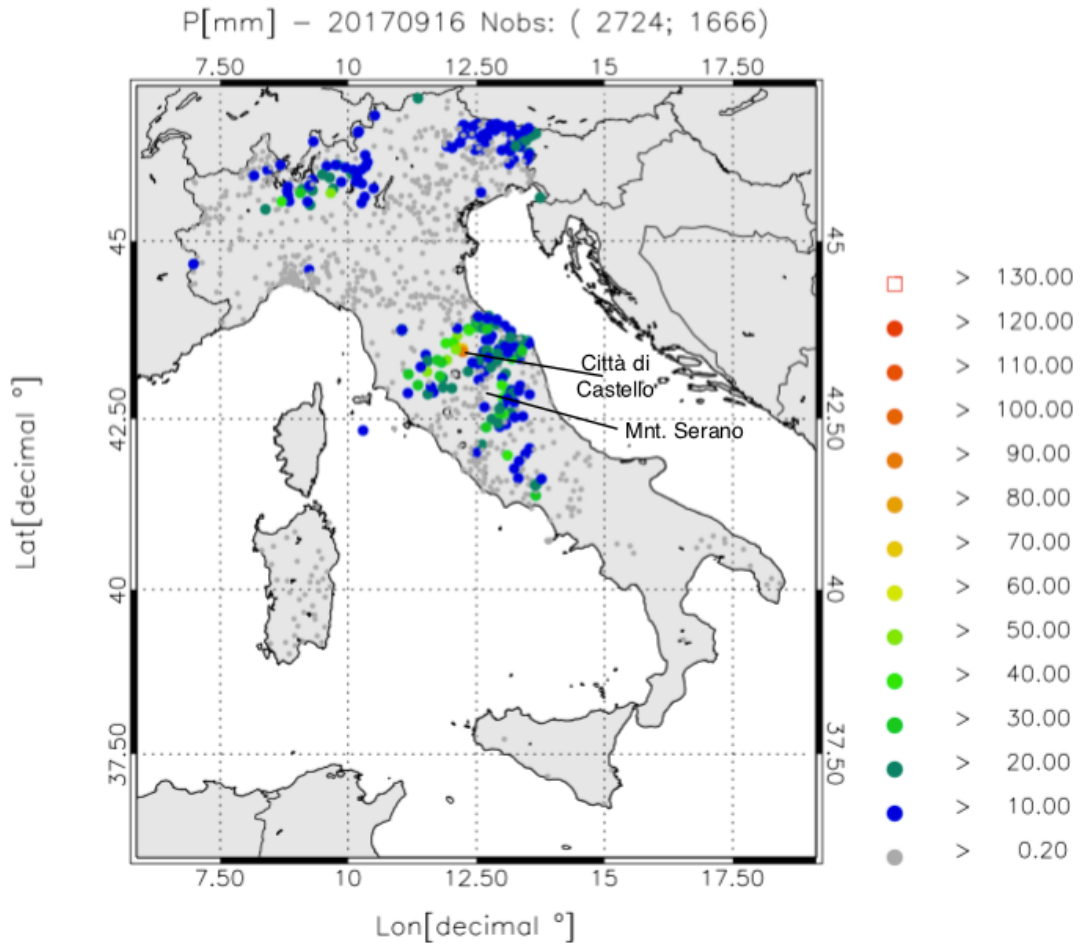 P[mm] - 20170916 Nobs: ( 2724; 1666)
7.50 10 12.50 15 17.50
45 45
42.50 42.50
40 40
37.50 37.50
Lat[decimal °]
Città di
Castello
Mnt. Serano
7.50 10 12.50 15 17.50
Lon[decimal °]
> 130.00
> 120.00
> 110.00
> 100.00
> 90.00
> 80.00
> 70.00
> 60.00
> 50.00
> 40.00
> 30.00
> 20.00
> 10.00
> 0.20